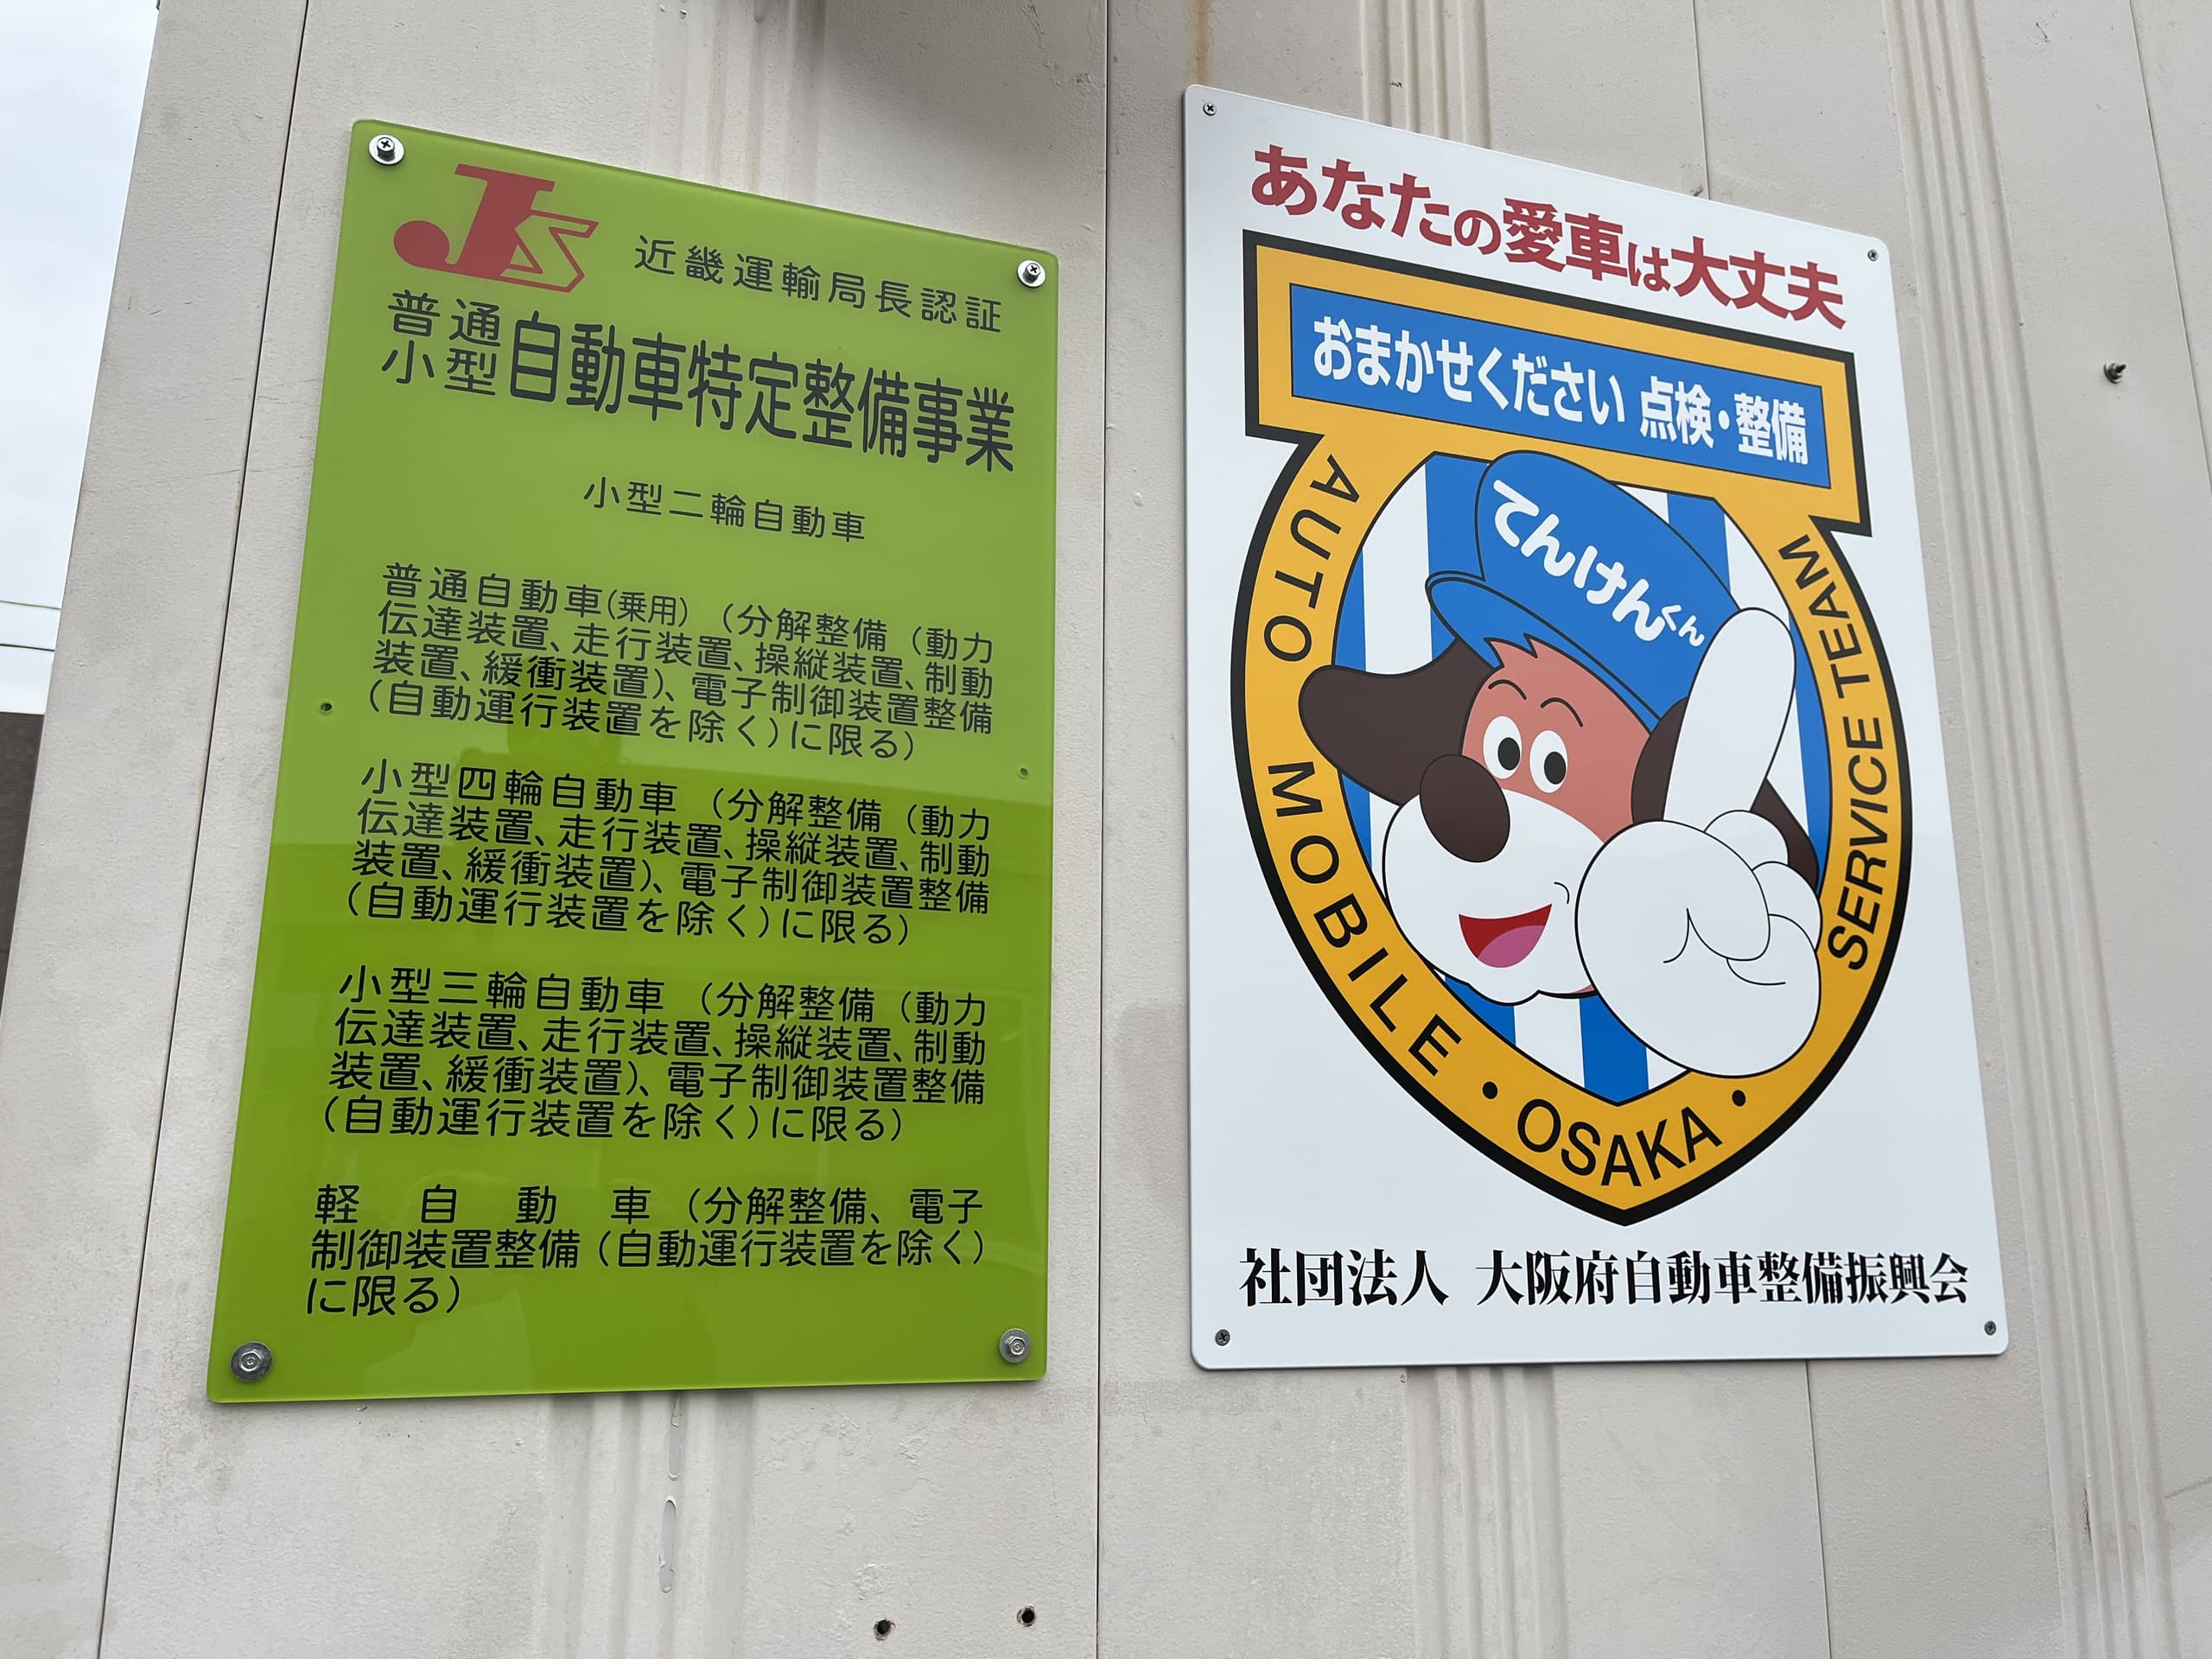 JS
近畿運輸局長認証
普通
小型
自動車特定整備事業
小型二輪自動車
普通自動車(乗用)(分解整備(動力
伝達装置、走行装置、操縦装置、制動
装置、緩衝装置)、電子制御装置整備
(自動運行装置を除く)に限る)
小型四輪自動車(分解整備(動力
伝達装置、走行装置、操縦装置、制動
装置、緩衝装置)、電子制御装置整備
(自動運行装置を除く)に限る)
小型三輪自動車(分解整備(動力
伝達装置、走行装置、操縦装置、制動
装置、緩衝装置)、電子制御装置整備
(自動運行装置を除く)に限る)
軽 自 動 車(分解整備、電子
制御装置整備(自動運行装置を除く)
に限る)
あなたの愛車は大丈夫
おまかせください 点検・整備
てんけんくん
AUTO MOBILE・OSAKA・SERVICE TEAM
社団法人 大阪府自動車整備振興会